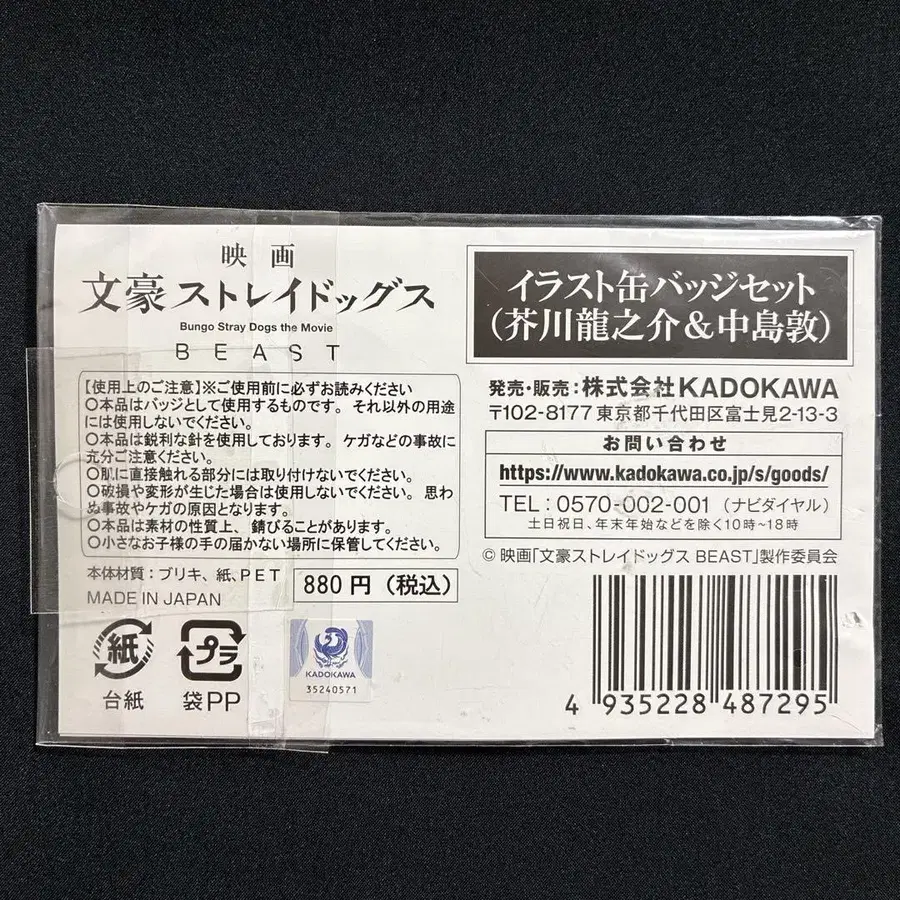 映画
文豪ストレイドッグス
Bungo Stray Dogs the Movie
BEAST
【使用上のご注意】※ご使用前に必ずお読みください
○本品はバッジとして使用するものです。それ以外の用途
には使用しないでください。
○本品は鋭利な針を使用しております。ケガなどの事故に
充分ご注意ください。
○肌に直接触れる部分には取り付けないでください。
○破損や変形が生じた場合は使用しないでください。思わ
ぬ事故やケガの原因となります。
○本品は素材の性質上、錆びることがあります。
○小さなお子様の手の届かない場所に保管してください。
本体材質:ブリキ、紙、PET
MADE IN JAPAN
880円(税込)
紙
台紙
プラ
袋PP
KADOKAWA
35240571
イラスト缶バッジセット
(芥川龍之介&中島敦)
発売・販売:株式会社KADOKAWA
〒102-8177 東京都千代田区富士見2-13-3
お問い合わせ
https://www.kadokawa.co.jp/s/goods/
TEL:0570-002-001(ナビダイヤル)
土日祝日、年末年始などを除く10時~18時
© 映画「文豪ストレイドッグス BEAST」製作委員会
4 935228 487295